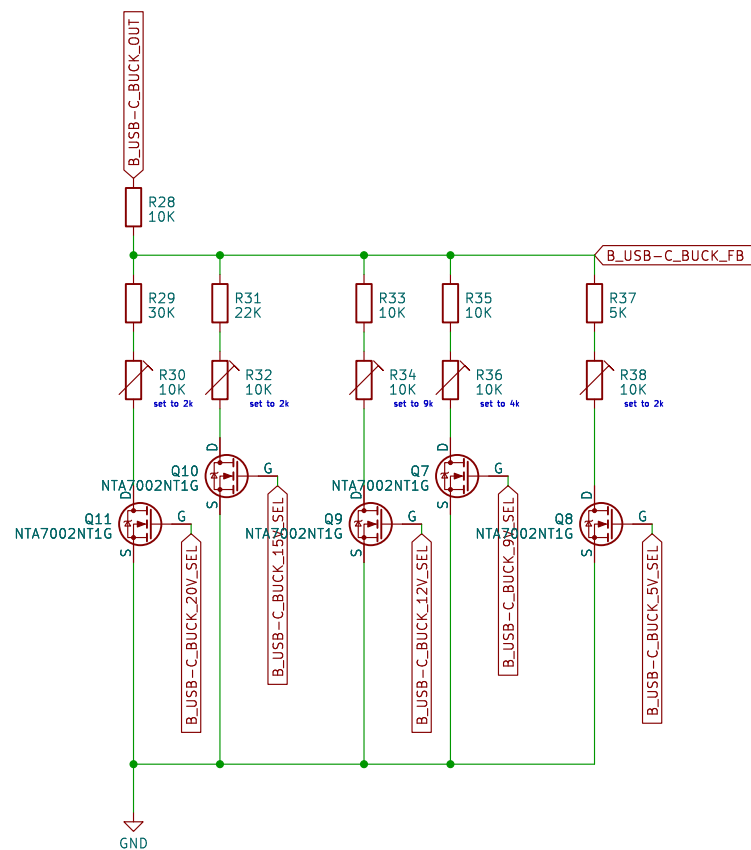 B_USB-C_BUCK_OUT
R28
10K
B_USB-C_BUCK_FB
R29
30K
R31
22K
R33
10K
R35
10K
R37
5K
R30
10K
set to 2k
R32
10K
set to 2k
R34
10K
set to 9k
R36
10K
set to 4k
R38
10K
set to 2k
D
Q10
NTA7002NT1G
G
S
D
Q7
NTA7002NT1G
G
S
D
Q11
NTA7002NT1G
G
S
D
Q9
NTA7002NT1G
G
S
D
Q8
NTA7002NT1G
G
S
B_USB-C_BUCK_20V_SEL
B_USB-C_BUCK_15V_SEL
B_USB-C_BUCK_12V_SEL
B_USB-C_BUCK_9V_SEL
B_USB-C_BUCK_5V_SEL
GND